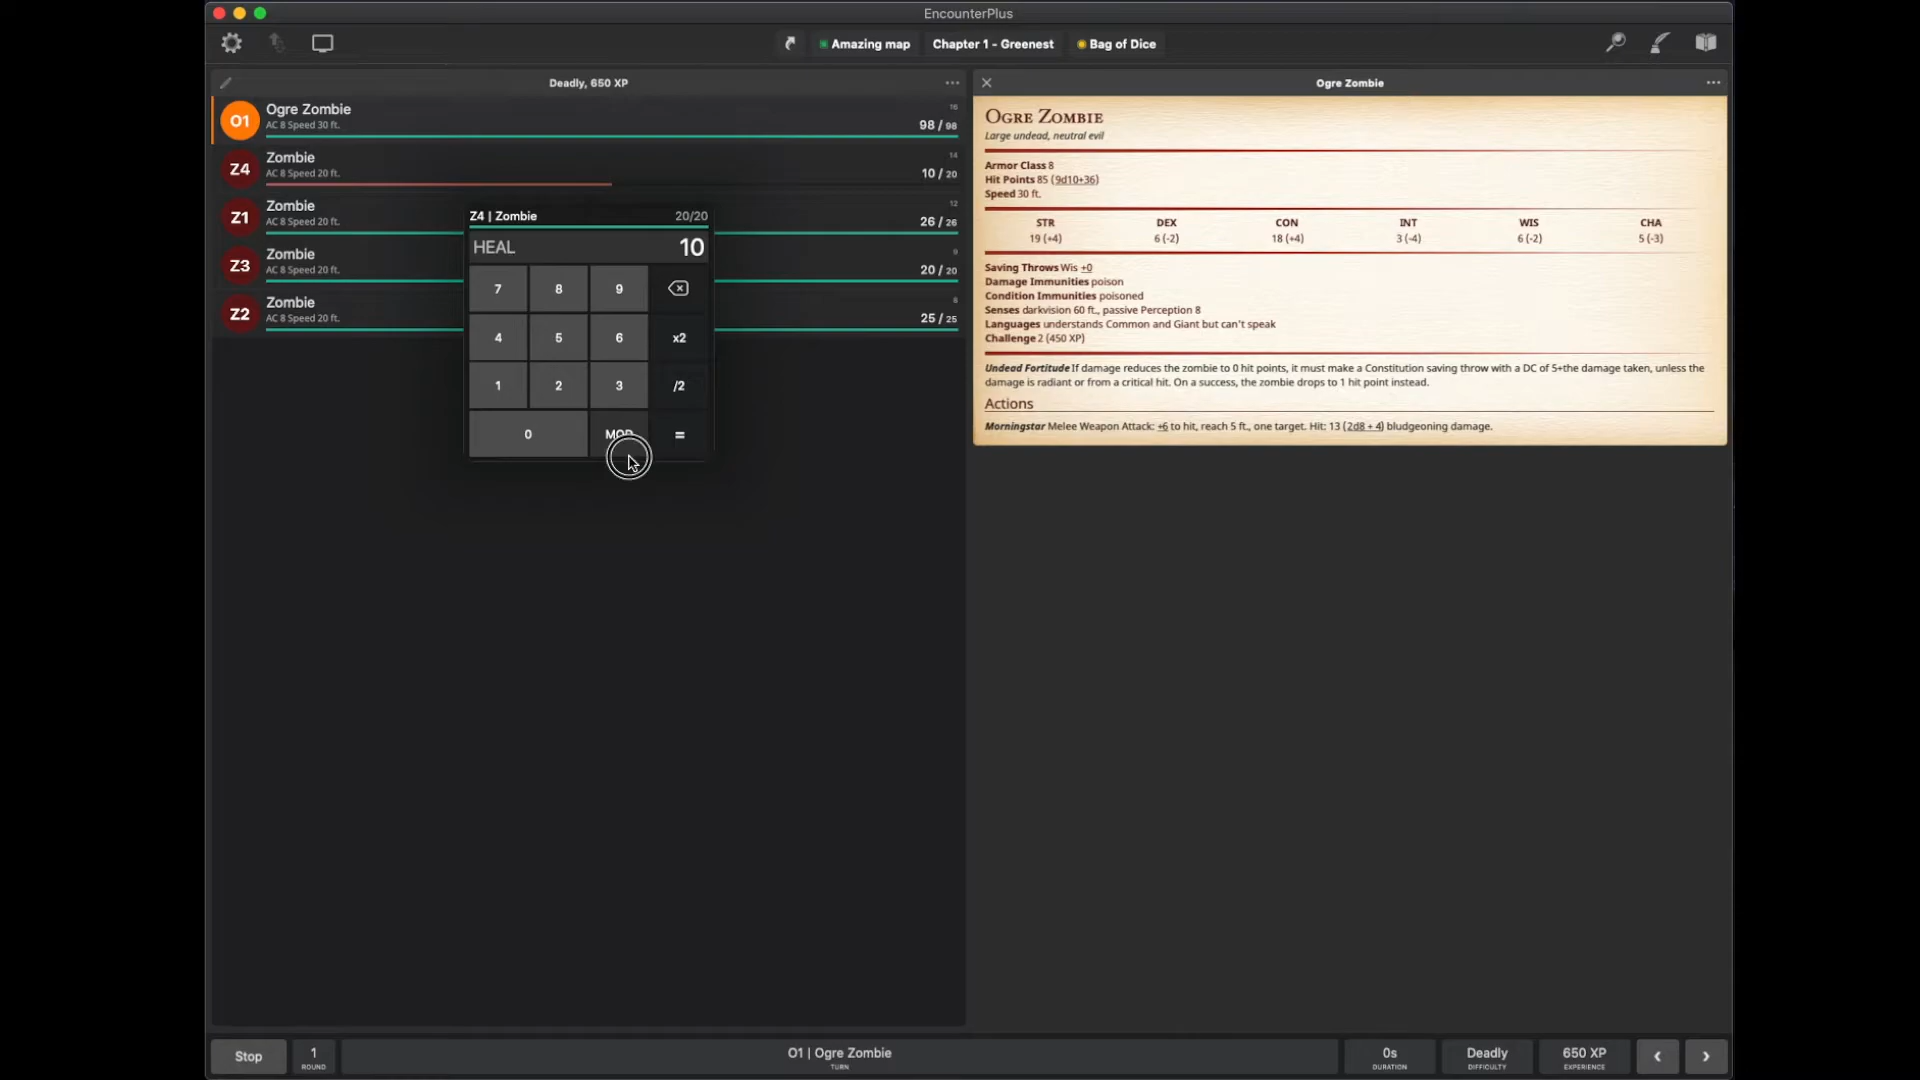 EncounterPlus
Amazing map
Chapter 1 - Greenest
Bag of Dice
Deadly, 650 XP
O1
Ogre Zombie
AC 8 Speed 30 ft.
16
98 / 98
Z4
Zombie
AC 8 Speed 20 ft.
14
10 / 20
Z1
Zombie
AC 8 Speed 20 ft.
12
26 / 26
Z3
Zombie
AC 8 Speed 20 ft.
9
20 / 20
Z2
Zombie
AC 8 Speed 20 ft.
25 / 25
Z4 | Zombie
20/20
HEAL
10
7
8
9
4
5
6
x2
1
2
3
/2
0
MOD
=
Ogre Zombie
OGRE ZOMBIE
Large undead, neutral evil
Armor Class 8
Hit Points 85 (9d10+36)
Speed 30 ft.
STR DEX CON INT WIS CHA
19 (+4) 6 (-2) 18 (+4) 3 (-4) 6 (-2) 5 (-3)
Saving Throws Wis +0
Damage Immunities poison
Condition Immunities poisoned
Senses darkvision 60 ft., passive Perception 8
Languages understands Common and Giant but can't speak
Challenge 2 (450 XP)
Undead Fortitude If damage reduces the zombie to 0 hit points, it must make a Constitution saving throw with a DC of 5+the damage taken, unless the
damage is radiant or from a critical hit. On a success, the zombie drops to 1 hit point instead.
Actions
Morningstar Melee Weapon Attack: +6 to hit, reach 5 ft., one target. Hit: 13 (2d8 + 4) bludgeoning damage.
Stop
1
ROUND
O1 | Ogre Zombie
TURN
0s
DURATION
Deadly
DIFFICULTY
650 XP
EXPERIENCE